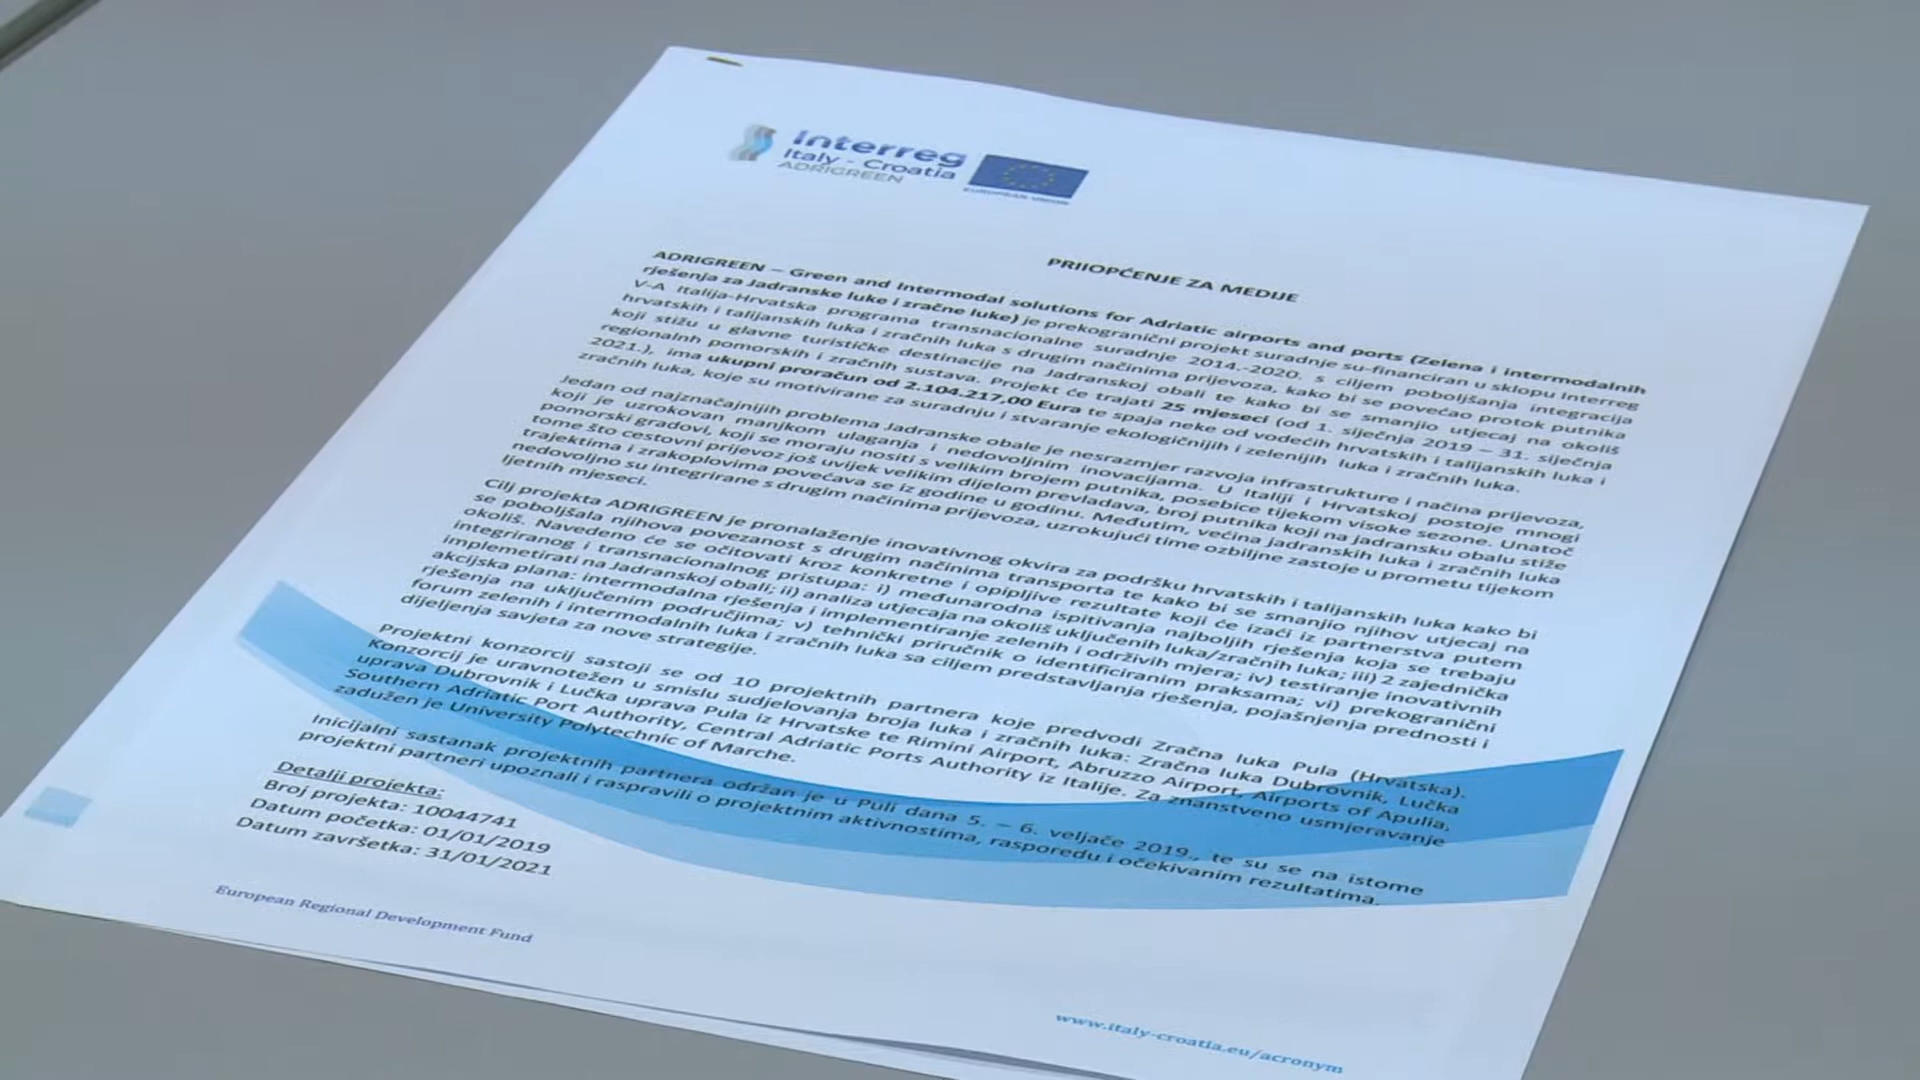 Interreg
Italy - Croatia
ADRIGREEN
EUROPEAN UNION
PRIIOPĆENJE ZA MEDIJE
ADRIGREEN – Green and Intermodal solutions for Adriatic airports and ports (Zelena i intermodalnih
rješenja za Jadranske luke i zračne luke) je prekogranični projekt suradnje su-financiran u sklopu Interreg
V-A Italija-Hrvatska programa transnacionalne suradnje 2014.-2020. s ciljem poboljšanja integracija
hrvatskih i talijanskih luka i zračnih luka s drugim načinima prijevoza, kako bi se povećao protok putnika
koji stižu u glavne turističke destinacije na Jadranskoj obali te kako bi se smanjio utjecaj na okoliš
regionalnh pomorskih i zračnih sustava. Projekt će trajati 25 mjeseci (od 1. siječnja 2019 – 31. siječnja
2021.), ima ukupni proračun od 2.104.217,00 Eura te spaja neke od vodećih hrvatskih i talijanskih luka i
zračnih luka, koje su motivirane za suradnju i stvaranje ekologičnijih i zelenijih luka i zračnih luka.
Jedan od najznačajnijih problema Jadranske obale je nesrazmjer razvoja infrastrukture i načina prijevoza,
koji je uzrokovan manjkom ulaganja i nedovoljnim inovacijama. U Italiji i Hrvatskoj postoje mnogi
pomorski gradovi, koji se moraju nositi s velikim brojem putnika, posebice tijekom visoke sezone. Unatoč
tome što cestovni prijevoz još uvijek velikim dijelom prevladava, broj putnika koji na jadransku obalu stiže
trajektima i zrakoplovima povećava se iz godine u godinu. Međutim, većina jadranskih luka i zračnih luka
nedovoljno su integrirane s drugim načinima prijevoza, uzrokujući time ozbiljne zastoje u prometu tijekom
ljetnih mjeseci.
Cilj projekta ADRIGREEN je pronalaženje inovativnog okvira za podršku hrvatskih i talijanskih luka kako bi
se poboljšala njihova povezanost s drugim načinima transporta te kako bi se smanjio njihov utjecaj na
okoliš. Navedeno će se očitovati kroz konkretne i opipljive rezultate koji će izaći iz partnerstva putem
integriranog i transnacionalnog pristupa: i) međunarodna ispitivanja najboljih rješenja koja se trebaju
implemetirati na Jadranskoj obali; ii) analiza utjecaja na okoliš uključenih luka/zračnih luka; iii) 2 zajednička
akcijska plana: intermodalna rješenja i implementiranje zelenih i održivih mjera; iv) testiranje inovativnih
rješenja na uključenim područjima; v) tehnički priručnik o identificiranim praksama; vi) prekogranični
forum zelenih i intermodalnih luka i zračnih luka sa ciljem predstavljanja rješenja, pojašnjenja prednosti i
dijeljenja savjeta za nove strategije.
Projektni konzorcij sastoji se od 10 projektnih partnera koje predvodi Zračna luka Pula (Hrvatska).
Konzorcij je uravnotežen u smislu sudjelovanja broja luka i zračnih luka: Zračna luka Dubrovnik, Lučka
uprava Dubrovnik i Lučka uprava Pula iz Hrvatske te Rimini Airport, Abruzzo Airport, Airports of Apulia,
Southern Adriatic Port Authority, Central Adriatic Ports Authority iz Italije. Za znanstveno usmjeravanje
zadužen je University Polytechnic of Marche.
Inicijalni sastanak projektnih partnera održan je u Puli dana 5. – 6. veljače 2019., te su se na istome
projektni partneri upoznali i raspravili o projektnim aktivnostima, rasporedu i očekivanim rezultatima.
Detalji projekta:
Broj projekta: 10044741
Datum početka: 01/01/2019
Datum završetka: 31/01/2021
European Regional Development Fund
www.italy-croatia.eu/acronym